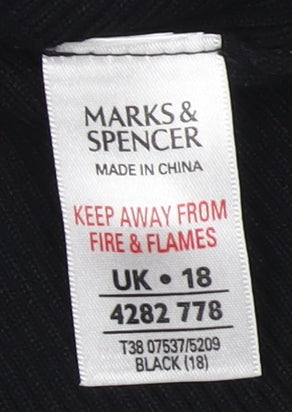 MARKS &
SPENCER
MADE IN CHINA
KEEP AWAY FROM
FIRE & FLAMES
UK • 18
4282 778
T38 07537/5209
BLACK (18)